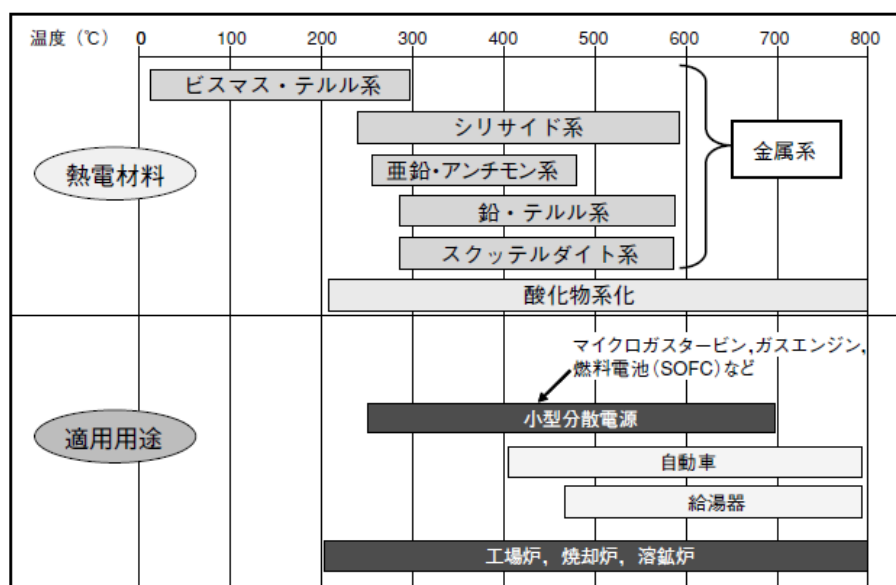 温度（℃） 0 100 200 300 400 500 600 700 800
ビスマス・テルル系
シリサイド系
金属系
熱電材料
亜鉛・アンチモン系
鉛・テルル系
スクッテルダイト系
酸化物系化
マイクロガスタービン，ガスエンジン，
燃料電池（SOFC）など
適用用途
小型分散電源
自動車
給湯器
工場炉，焼却炉，溶鉱炉